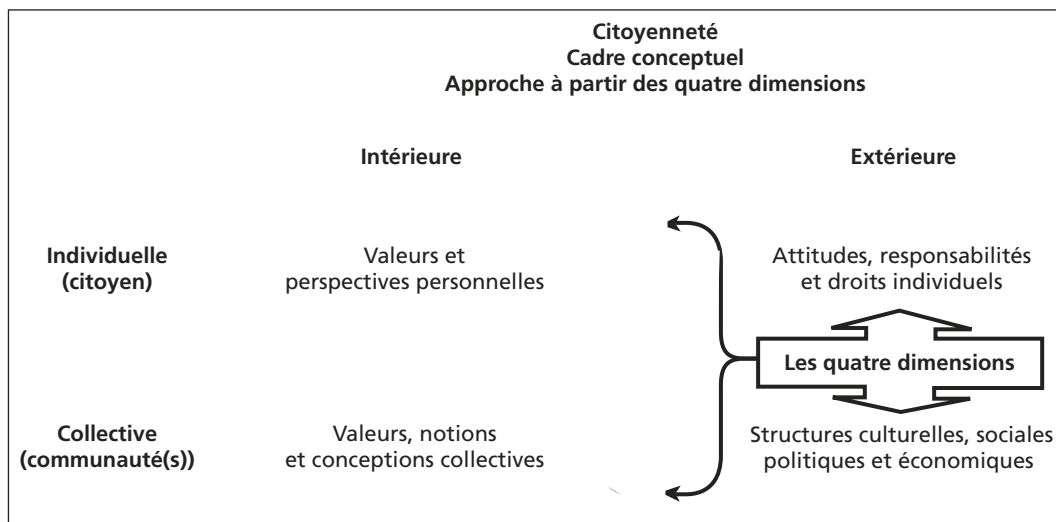 Citoyenneté
Cadre conceptuel
Approche à partir des quatre dimensions
Intérieure
Extérieure
Individuelle
(citoyen)
Valeurs et
perspectives personnelles
Attitudes, responsabilités
et droits individuels
Les quatre dimensions
Collective
(communauté(s))
Valeurs, notions
et conceptions collectives
Structures culturelles, sociales
politiques et économiques